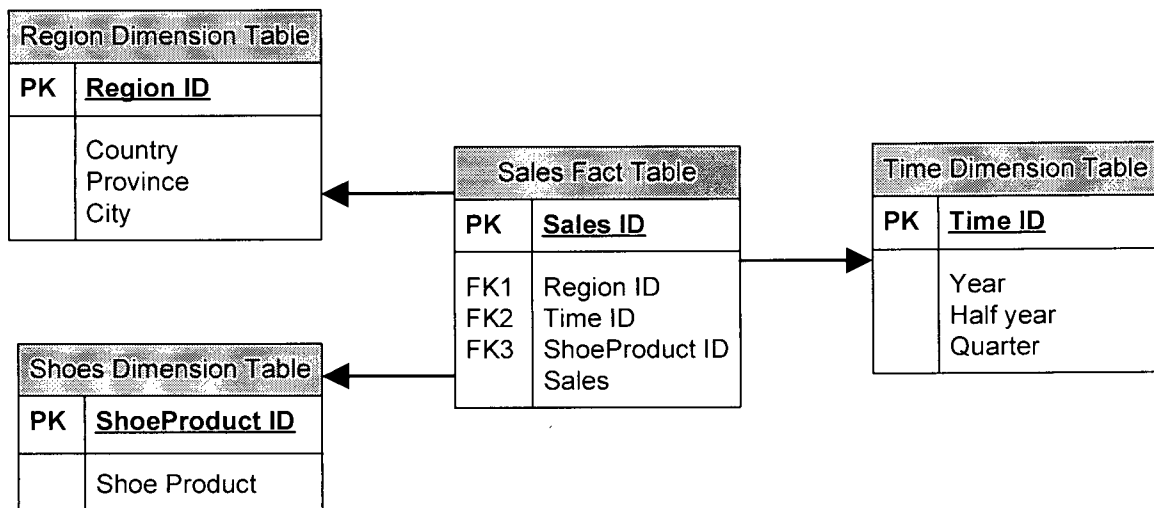 Region Dimension Table
PK Region ID
Country
Province
City
Sales Fact Table
PK Sales ID
FK1 Region ID
FK2 Time ID
FK3 ShoeProduct ID
Sales
Time Dimension Table
PK Time ID
Year
Half year
Quarter
Shoes Dimension Table
PK ShoeProduct ID
Shoe Product